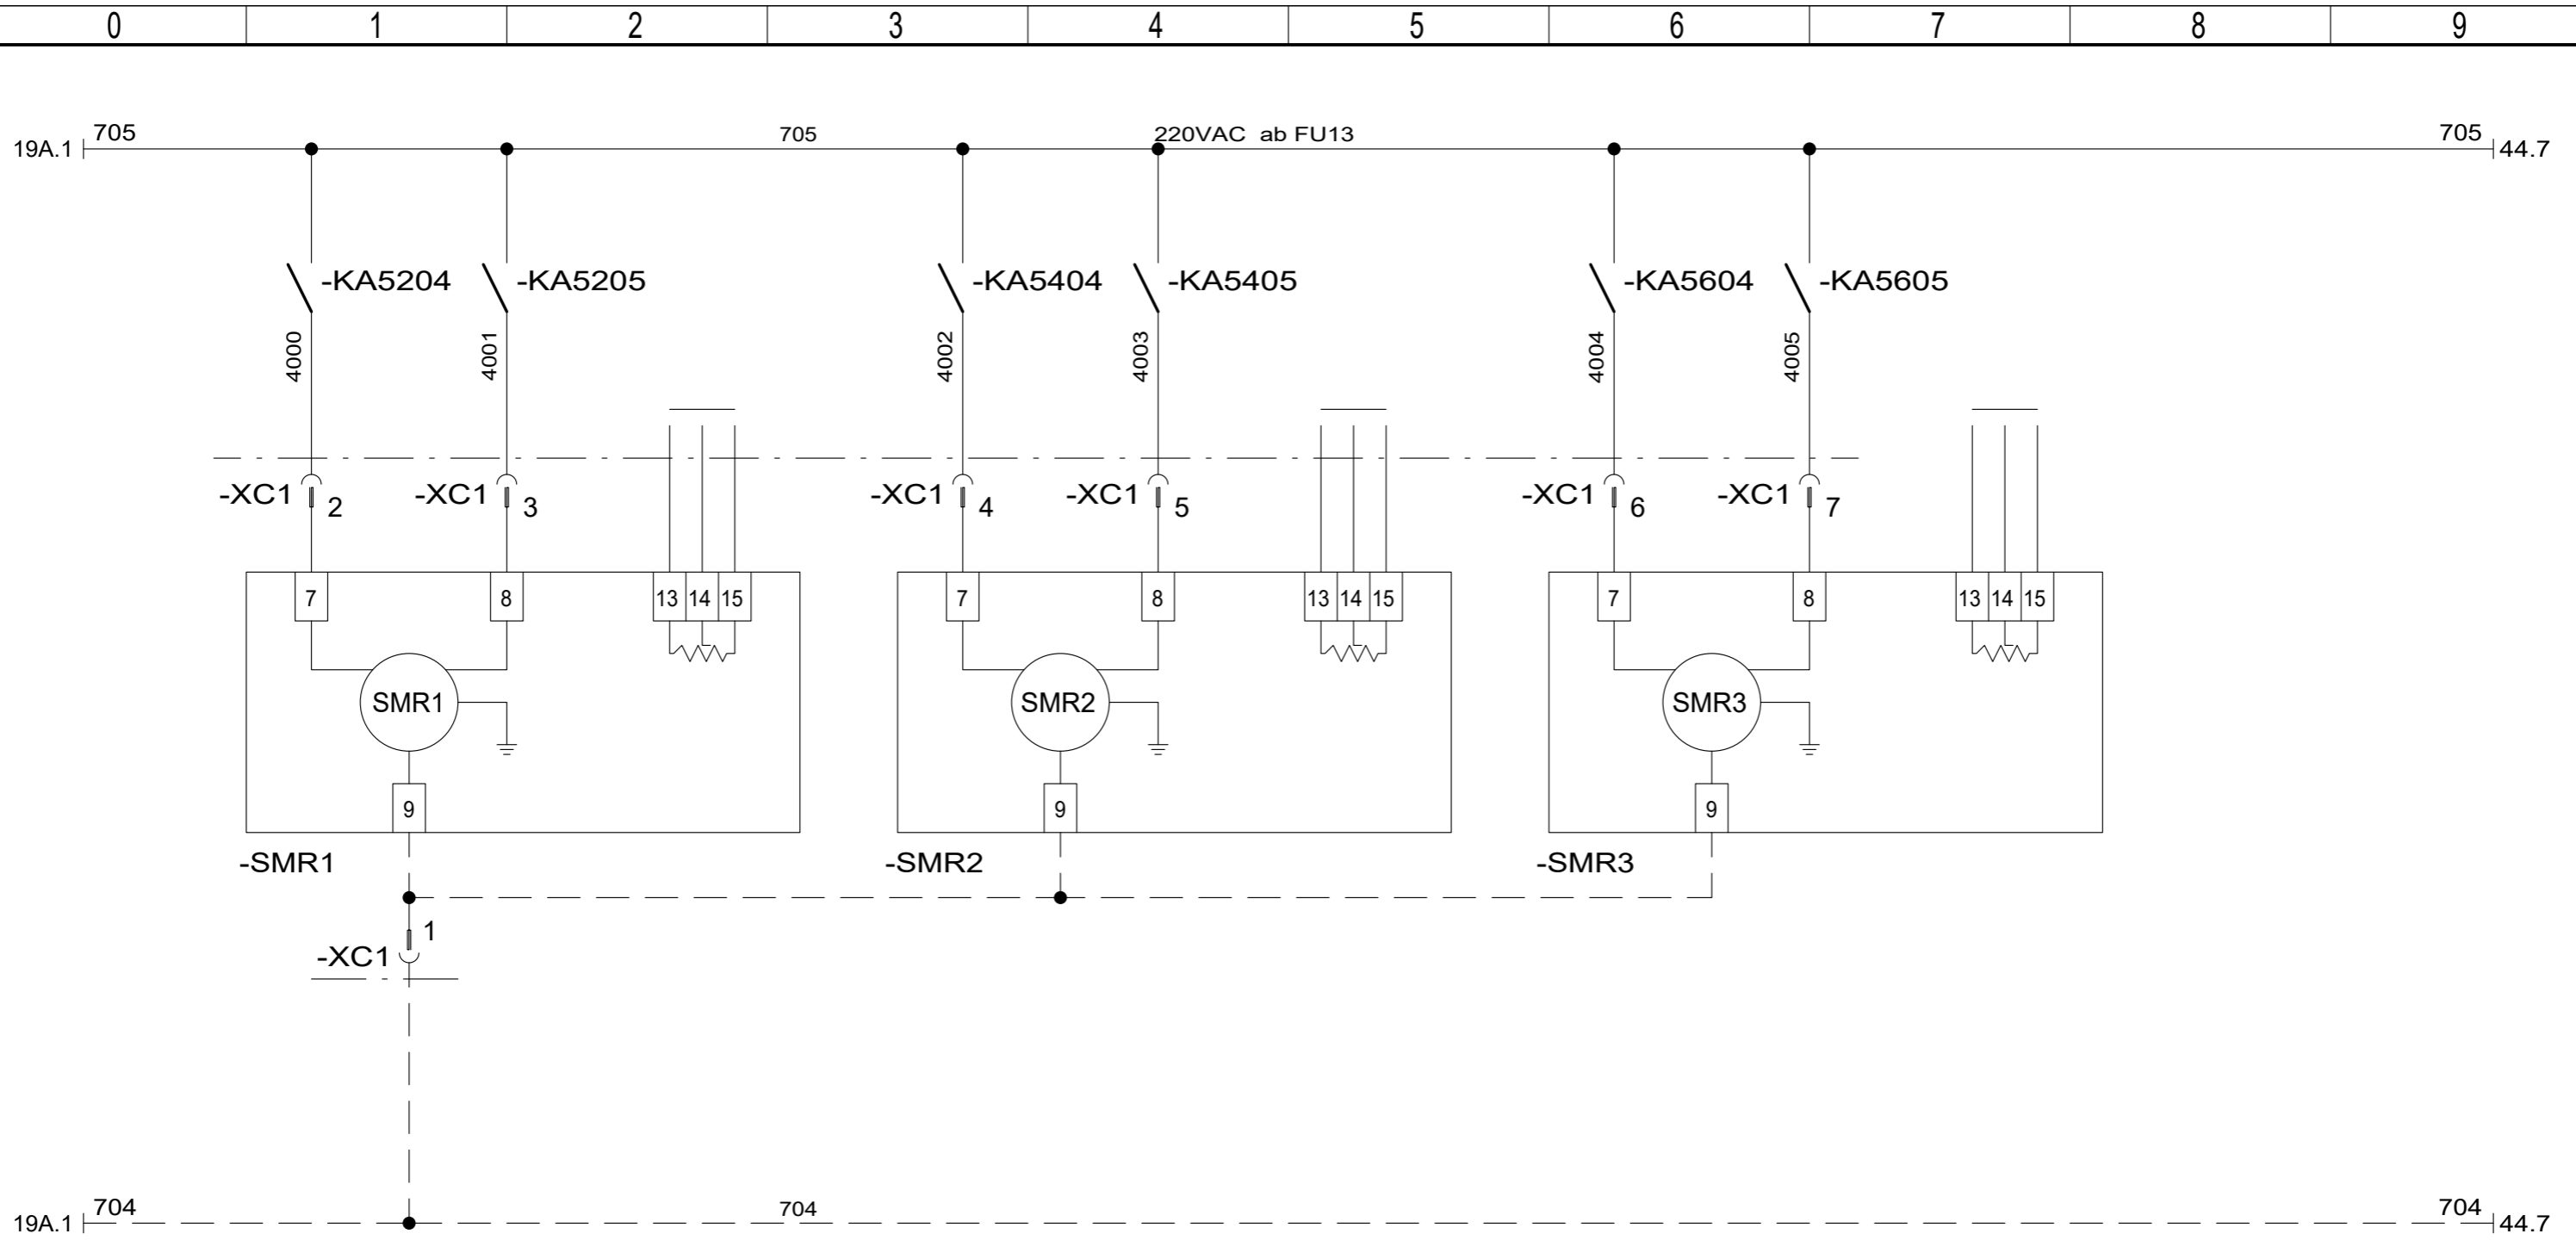 0 1 2 3 4 5 6 7 8 9
705 705 220VAC ab FU13 705
19A.1 44.7
-KA5204 -KA5205 -KA5404 -KA5405 -KA5604 -KA5605
4000 4001 4002 4003 4004 4005
-XC1 2 -XC1 3 -XC1 4 -XC1 5 -XC1 6 -XC1 7
7 8 13 14 15 7 8 13 14 15 7 8 13 14 15
SMR1 SMR2 SMR3
9 9 9
-SMR1 -SMR2 -SMR3
1
-XC1
704 704 704
19A.1 44.7